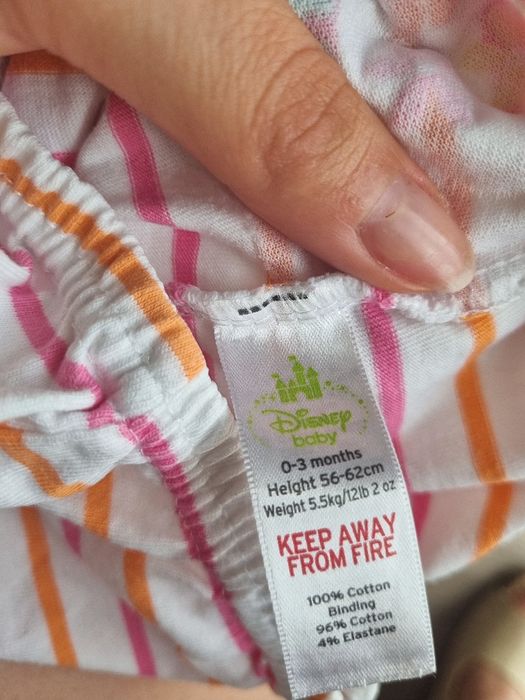 Disney
baby
0-3 months
Height 56-62cm
Weight 5.5kg/12lb 2 oz
KEEP AWAY
FROM FIRE
100% Cotton
Binding
96% Cotton
4% Elastane